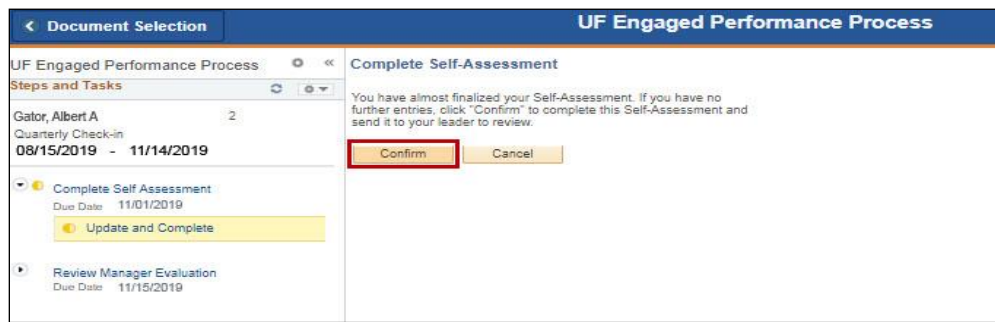 Document Selection
UF Engaged Performance Process
UF Engaged Performance Process
Steps and Tasks
Gator, Albert A 2
Quarterly Check-in
08/15/2019 - 11/14/2019
Complete Self Assessment
Due Date 11/01/2019
Update and Complete
Review Manager Evaluation
Due Date 11/15/2019
Complete Self-Assessment
You have almost finalized your Self-Assessment. If you have no
further entries, click "Confirm" to complete this Self-Assessment and
send it to your leader to review.
Confirm Cancel